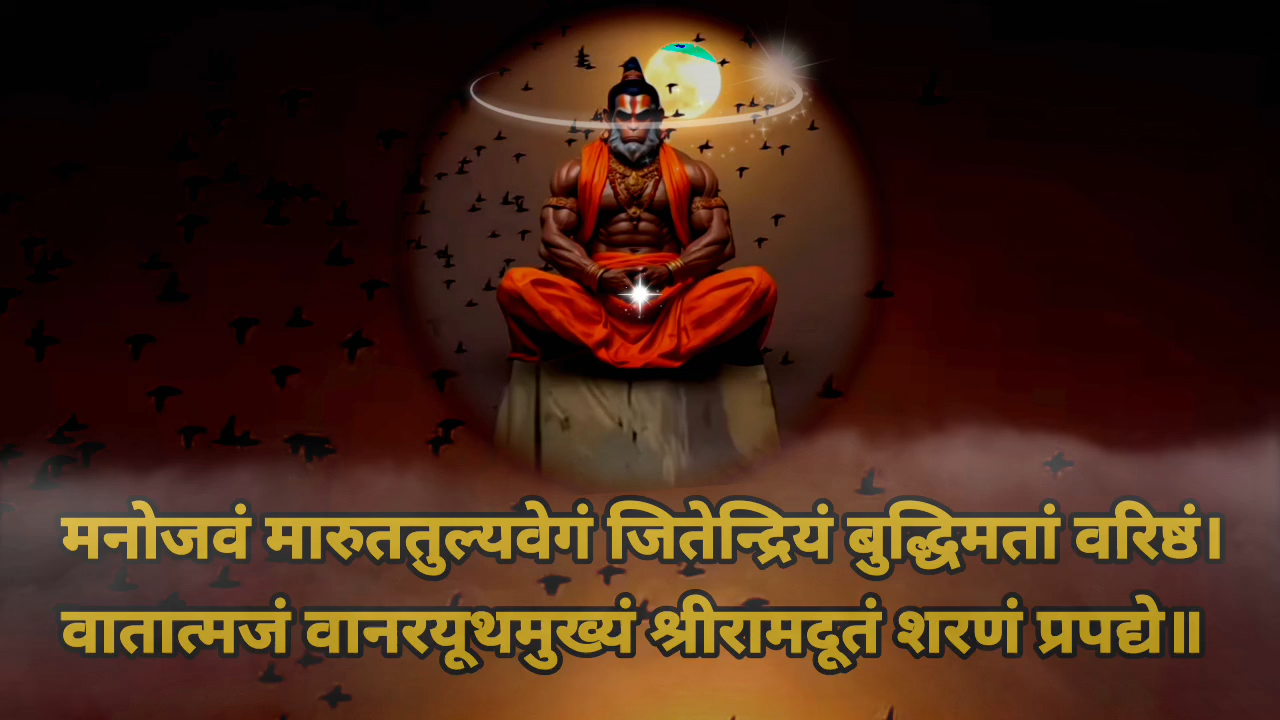 मनोजवं मारुततुल्यवेगं जितेन्द्रियं बुद्धिमतां वरिष्ठं।
वातात्मजं वानरयूथमुख्यं श्रीरामदूतं शरणं प्रपद्ये॥